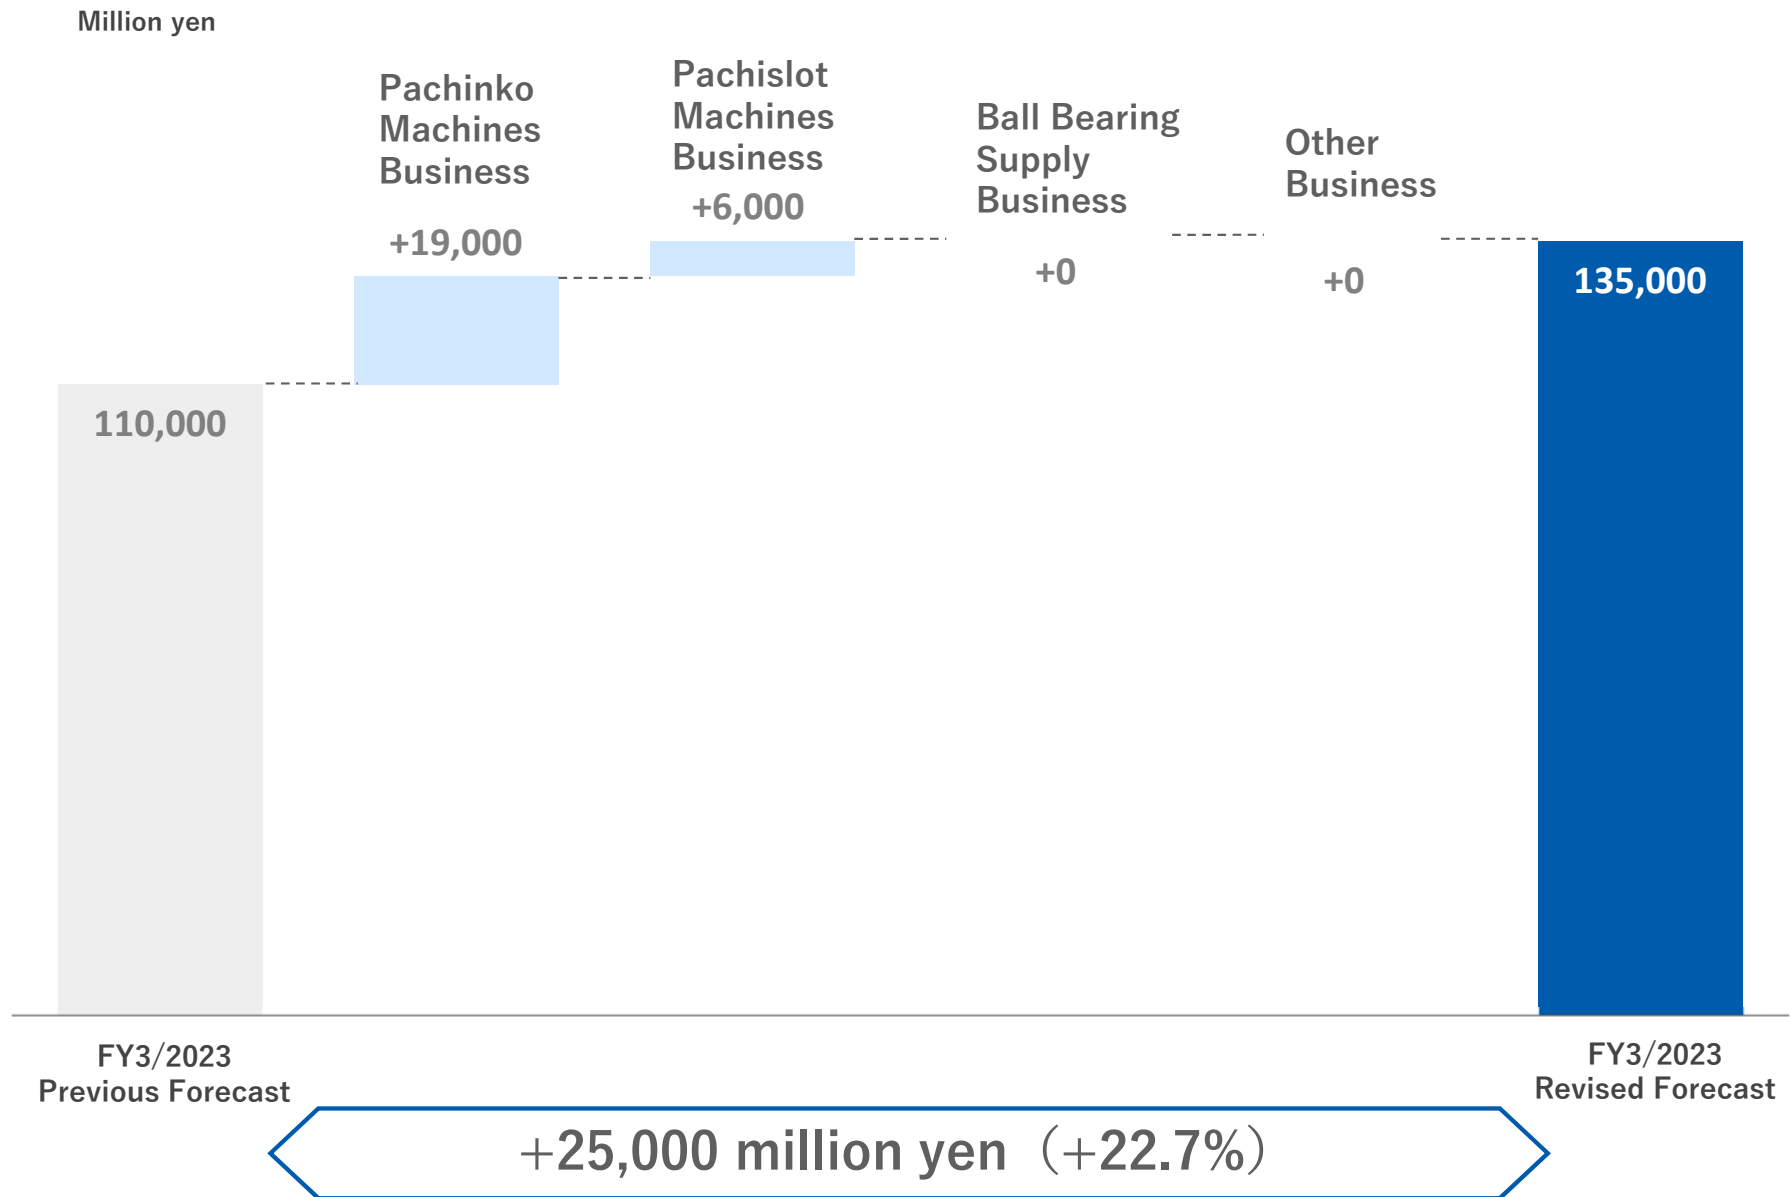 Million yen
Pachinko
Machines
Business
+19,000
Pachislot
Machines
Business
+6,000
Ball Bearing
Supply
Business
+0
Other
Business
+0
110,000
135,000
FY3/2023
Previous Forecast
FY3/2023
Revised Forecast
+25,000 million yen（+22.7%）